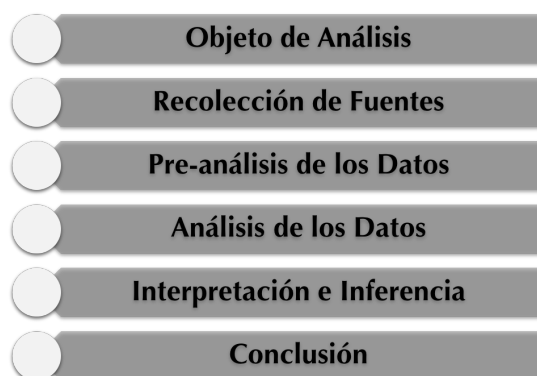 Objeto de Análisis
Recolección de Fuentes
Pre-análisis de los Datos
Análisis de los Datos
Interpretación e Inferencia
Conclusión